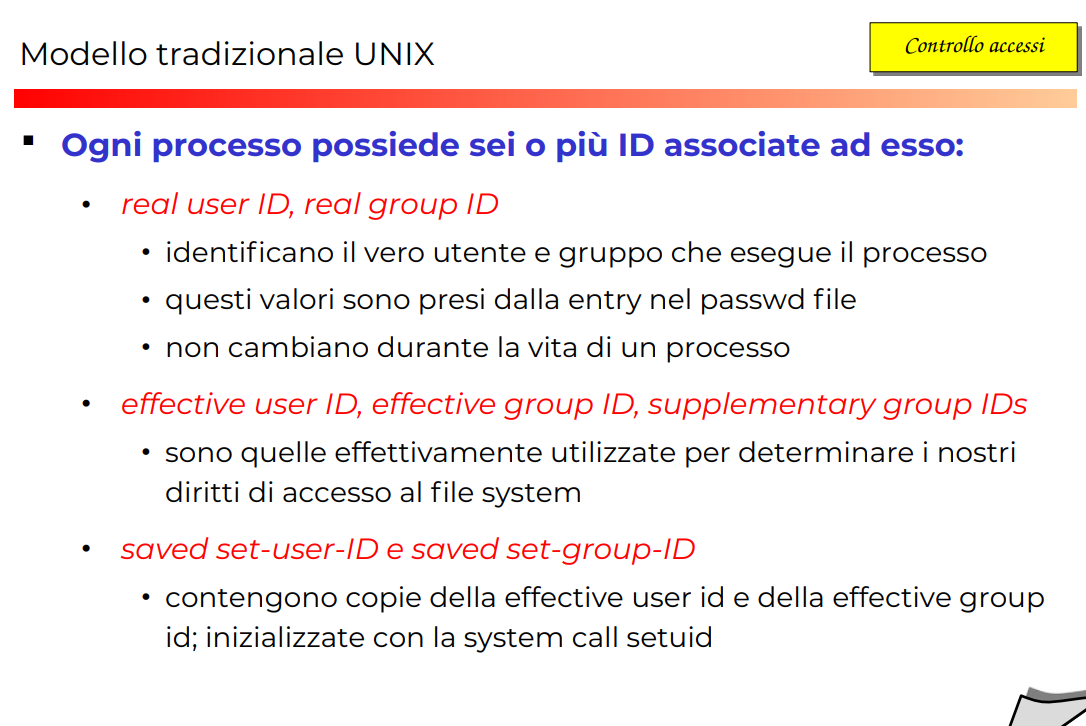 Modello tradizionale UNIX
Controllo accessi
▪ Ogni processo possiede sei o più ID associate ad esso:
• real user ID, real group ID
• identificano il vero utente e gruppo che esegue il processo
• questi valori sono presi dalla entry nel passwd file
• non cambiano durante la vita di un processo
• effective user ID, effective group ID, supplementary group IDs
• sono quelle effettivamente utilizzate per determinare i nostri
diritti di accesso al file system
• saved set-user-ID e saved set-group-ID
• contengono copie della effective user id e della effective group
id; inizializzate con la system call setuid